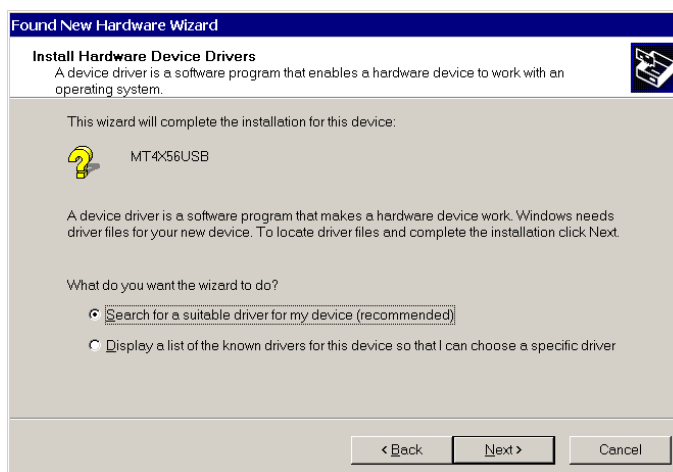 Found New Hardware Wizard
Install Hardware Device Drivers
A device driver is a software program that enables a hardware device to work with an
operating system.
This wizard will complete the installation for this device:
MT4X56USB
A device driver is a software program that makes a hardware device work. Windows needs
driver files for your new device. To locate driver files and complete the installation click Next.
What do you want the wizard to do?
Search for a suitable driver for my device (recommended)
Display a list of the known drivers for this device so that I can choose a specific driver
< Back Next > Cancel